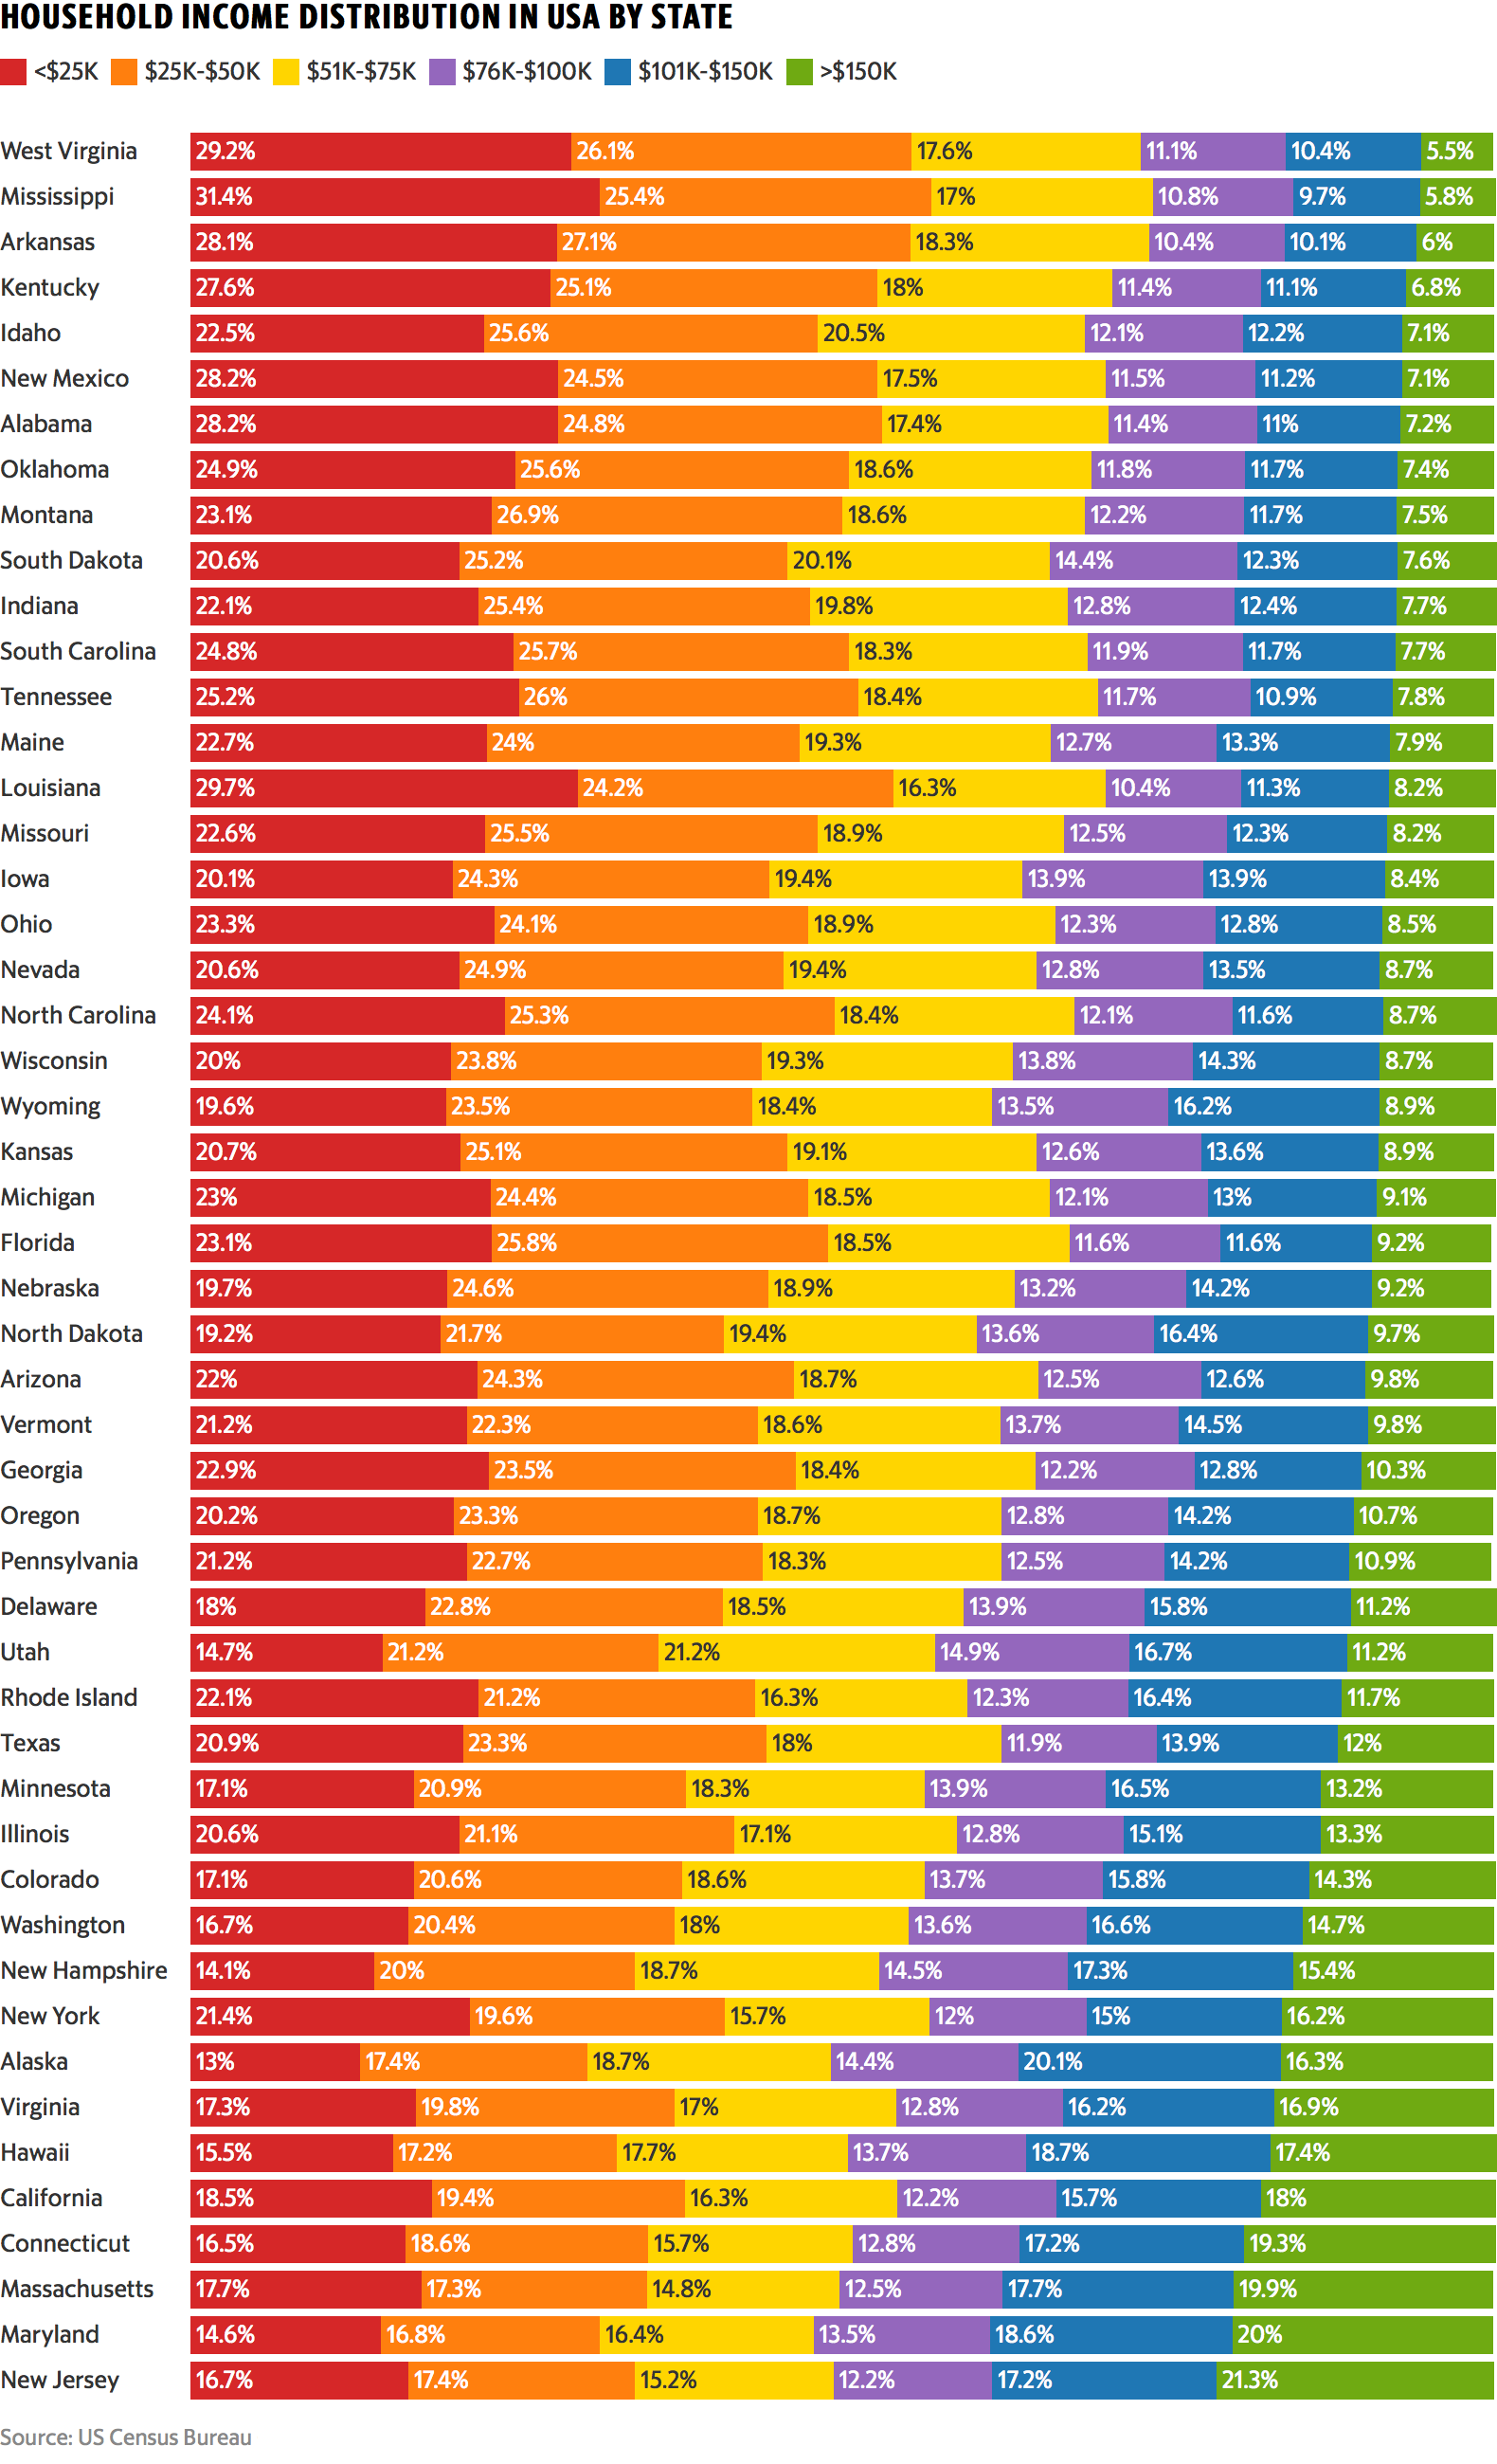 HOUSEHOLD INCOME DISTRIBUTION IN USA BY STATE
<$25K $25K-$50K $51K-$75K $76K-$100K $101K-$150K >$150K
West Virginia 29.2% 26.1% 17.6% 11.1% 10.4% 5.5%
Mississippi 31.4% 25.4% 17% 10.8% 9.7% 5.8%
Arkansas 28.1% 27.1% 18.3% 10.4% 10.1% 6%
Kentucky 27.6% 25.1% 18% 11.4% 11.1% 6.8%
Idaho 22.5% 25.6% 20.5% 12.1% 12.2% 7.1%
New Mexico 28.2% 24.5% 17.5% 11.5% 11.2% 7.1%
Alabama 28.2% 24.8% 17.4% 11.4% 11% 7.2%
Oklahoma 24.9% 25.6% 18.6% 11.8% 11.7% 7.4%
Montana 23.1% 26.9% 18.6% 12.2% 11.7% 7.5%
South Dakota 20.6% 25.2% 20.1% 14.4% 12.3% 7.6%
Indiana 22.1% 25.4% 19.8% 12.8% 12.4% 7.7%
South Carolina 24.8% 25.7% 18.3% 11.9% 11.7% 7.7%
Tennessee 25.2% 26% 18.4% 11.7% 10.9% 7.8%
Maine 22.7% 24% 19.3% 12.7% 13.3% 7.9%
Louisiana 29.7% 24.2% 16.3% 10.4% 11.3% 8.2%
Missouri 22.6% 25.5% 18.9% 12.5% 12.3% 8.2%
Iowa 20.1% 24.3% 19.4% 13.9% 13.9% 8.4%
Ohio 23.3% 24.1% 18.9% 12.3% 12.8% 8.5%
Nevada 20.6% 24.9% 19.4% 12.8% 13.5% 8.7%
North Carolina 24.1% 25.3% 18.4% 12.1% 11.6% 8.7%
Wisconsin 20% 23.8% 19.3% 13.8% 14.3% 8.7%
Wyoming 19.6% 23.5% 18.4% 13.5% 16.2% 8.9%
Kansas 20.7% 25.1% 19.1% 12.6% 13.6% 8.9%
Michigan 23% 24.4% 18.5% 12.1% 13% 9.1%
Florida 23.1% 25.8% 18.5% 11.6% 11.6% 9.2%
Nebraska 19.7% 24.6% 18.9% 13.2% 14.2% 9.2%
North Dakota 19.2% 21.7% 19.4% 13.6% 16.4% 9.7%
Arizona 22% 24.3% 18.7% 12.5% 12.6% 9.8%
Vermont 21.2% 22.3% 18.6% 13.7% 14.5% 9.8%
Georgia 22.9% 23.5% 18.4% 12.2% 12.8% 10.3%
Oregon 20.2% 23.3% 18.7% 12.8% 14.2% 10.7%
Pennsylvania 21.2% 22.7% 18.3% 12.5% 14.2% 10.9%
Delaware 18% 22.8% 18.5% 13.9% 15.8% 11.2%
Utah 14.7% 21.2% 21.2% 14.9% 16.7% 11.2%
Rhode Island 22.1% 21.2% 16.3% 12.3% 16.4% 11.7%
Texas 20.9% 23.3% 18% 11.9% 13.9% 12%
Minnesota 17.1% 20.9% 18.3% 13.9% 16.5% 13.2%
Illinois 20.6% 21.1% 17.1% 12.8% 15.1% 13.3%
Colorado 17.1% 20.6% 18.6% 13.7% 15.8% 14.3%
Washington 16.7% 20.4% 18% 13.6% 16.6% 14.7%
New Hampshire 14.1% 20% 18.7% 14.5% 17.3% 15.4%
New York 21.4% 19.6% 15.7% 12% 15% 16.2%
Alaska 13% 17.4% 18.7% 14.4% 20.1% 16.3%
Virginia 17.3% 19.8% 17% 12.8% 16.2% 16.9%
Hawaii 15.5% 17.2% 17.7% 13.7% 18.7% 17.4%
California 18.5% 19.4% 16.3% 12.2% 15.7% 18%
Connecticut 16.5% 18.6% 15.7% 12.8% 17.2% 19.3%
Massachusetts 17.7% 17.3% 14.8% 12.5% 17.7% 19.9%
Maryland 14.6% 16.8% 16.4% 13.5% 18.6% 20%
New Jersey 16.7% 17.4% 15.2% 12.2% 17.2% 21.3%
Source: US Census Bureau